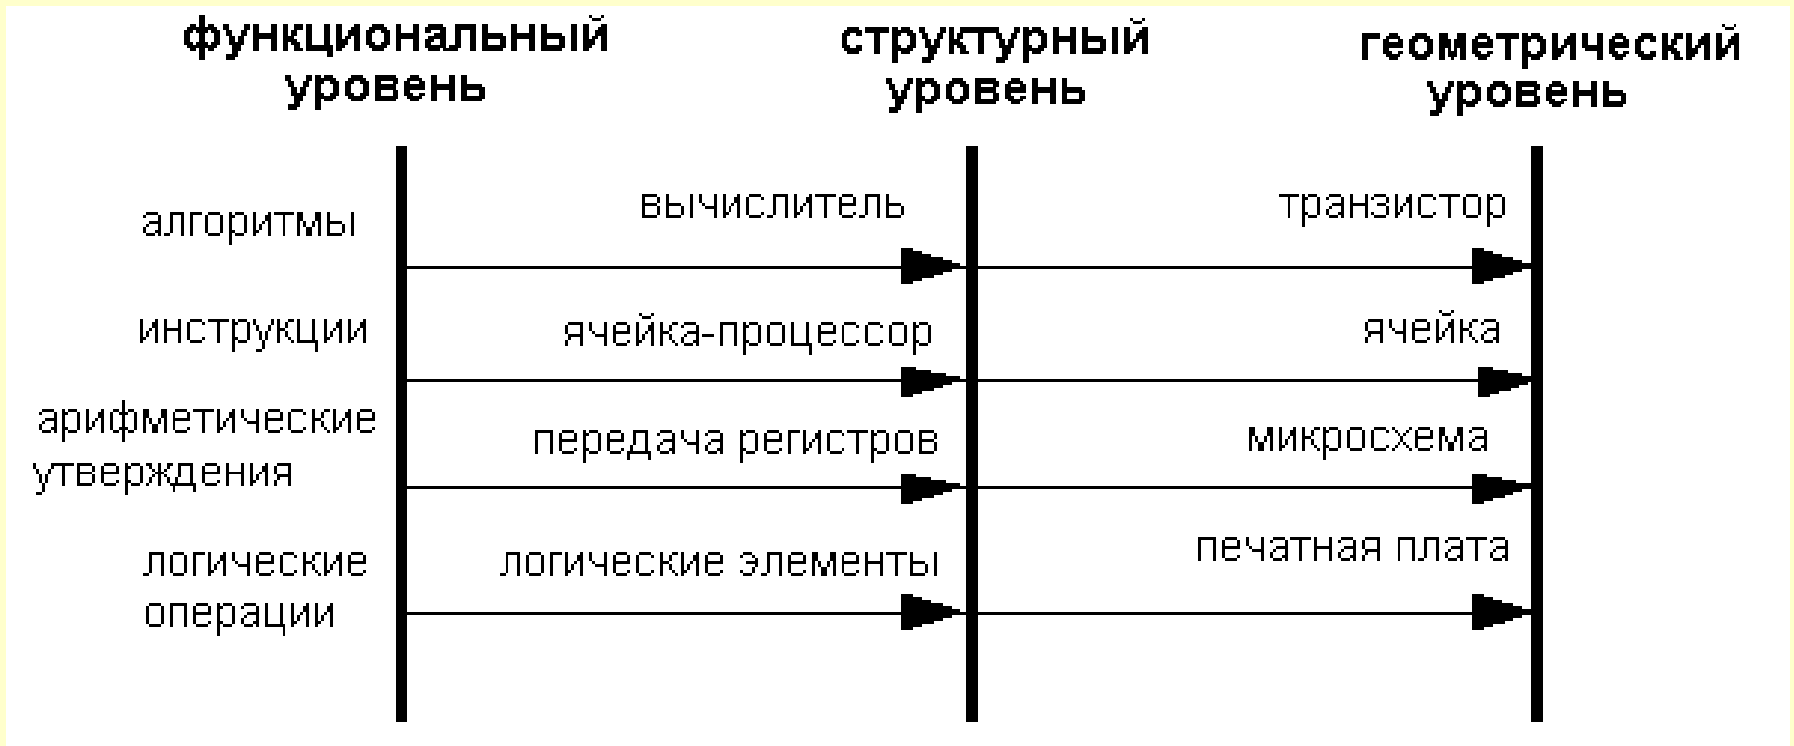 функциональный
уровень
структурный
уровень
геометрический
уровень
алгоритмы
вычислитель
транзистор
инструкции
ячейка-процессор
ячейка
арифметические
утверждения
передача регистров
микросхема
логические
операции
логические элементы
печатная плата